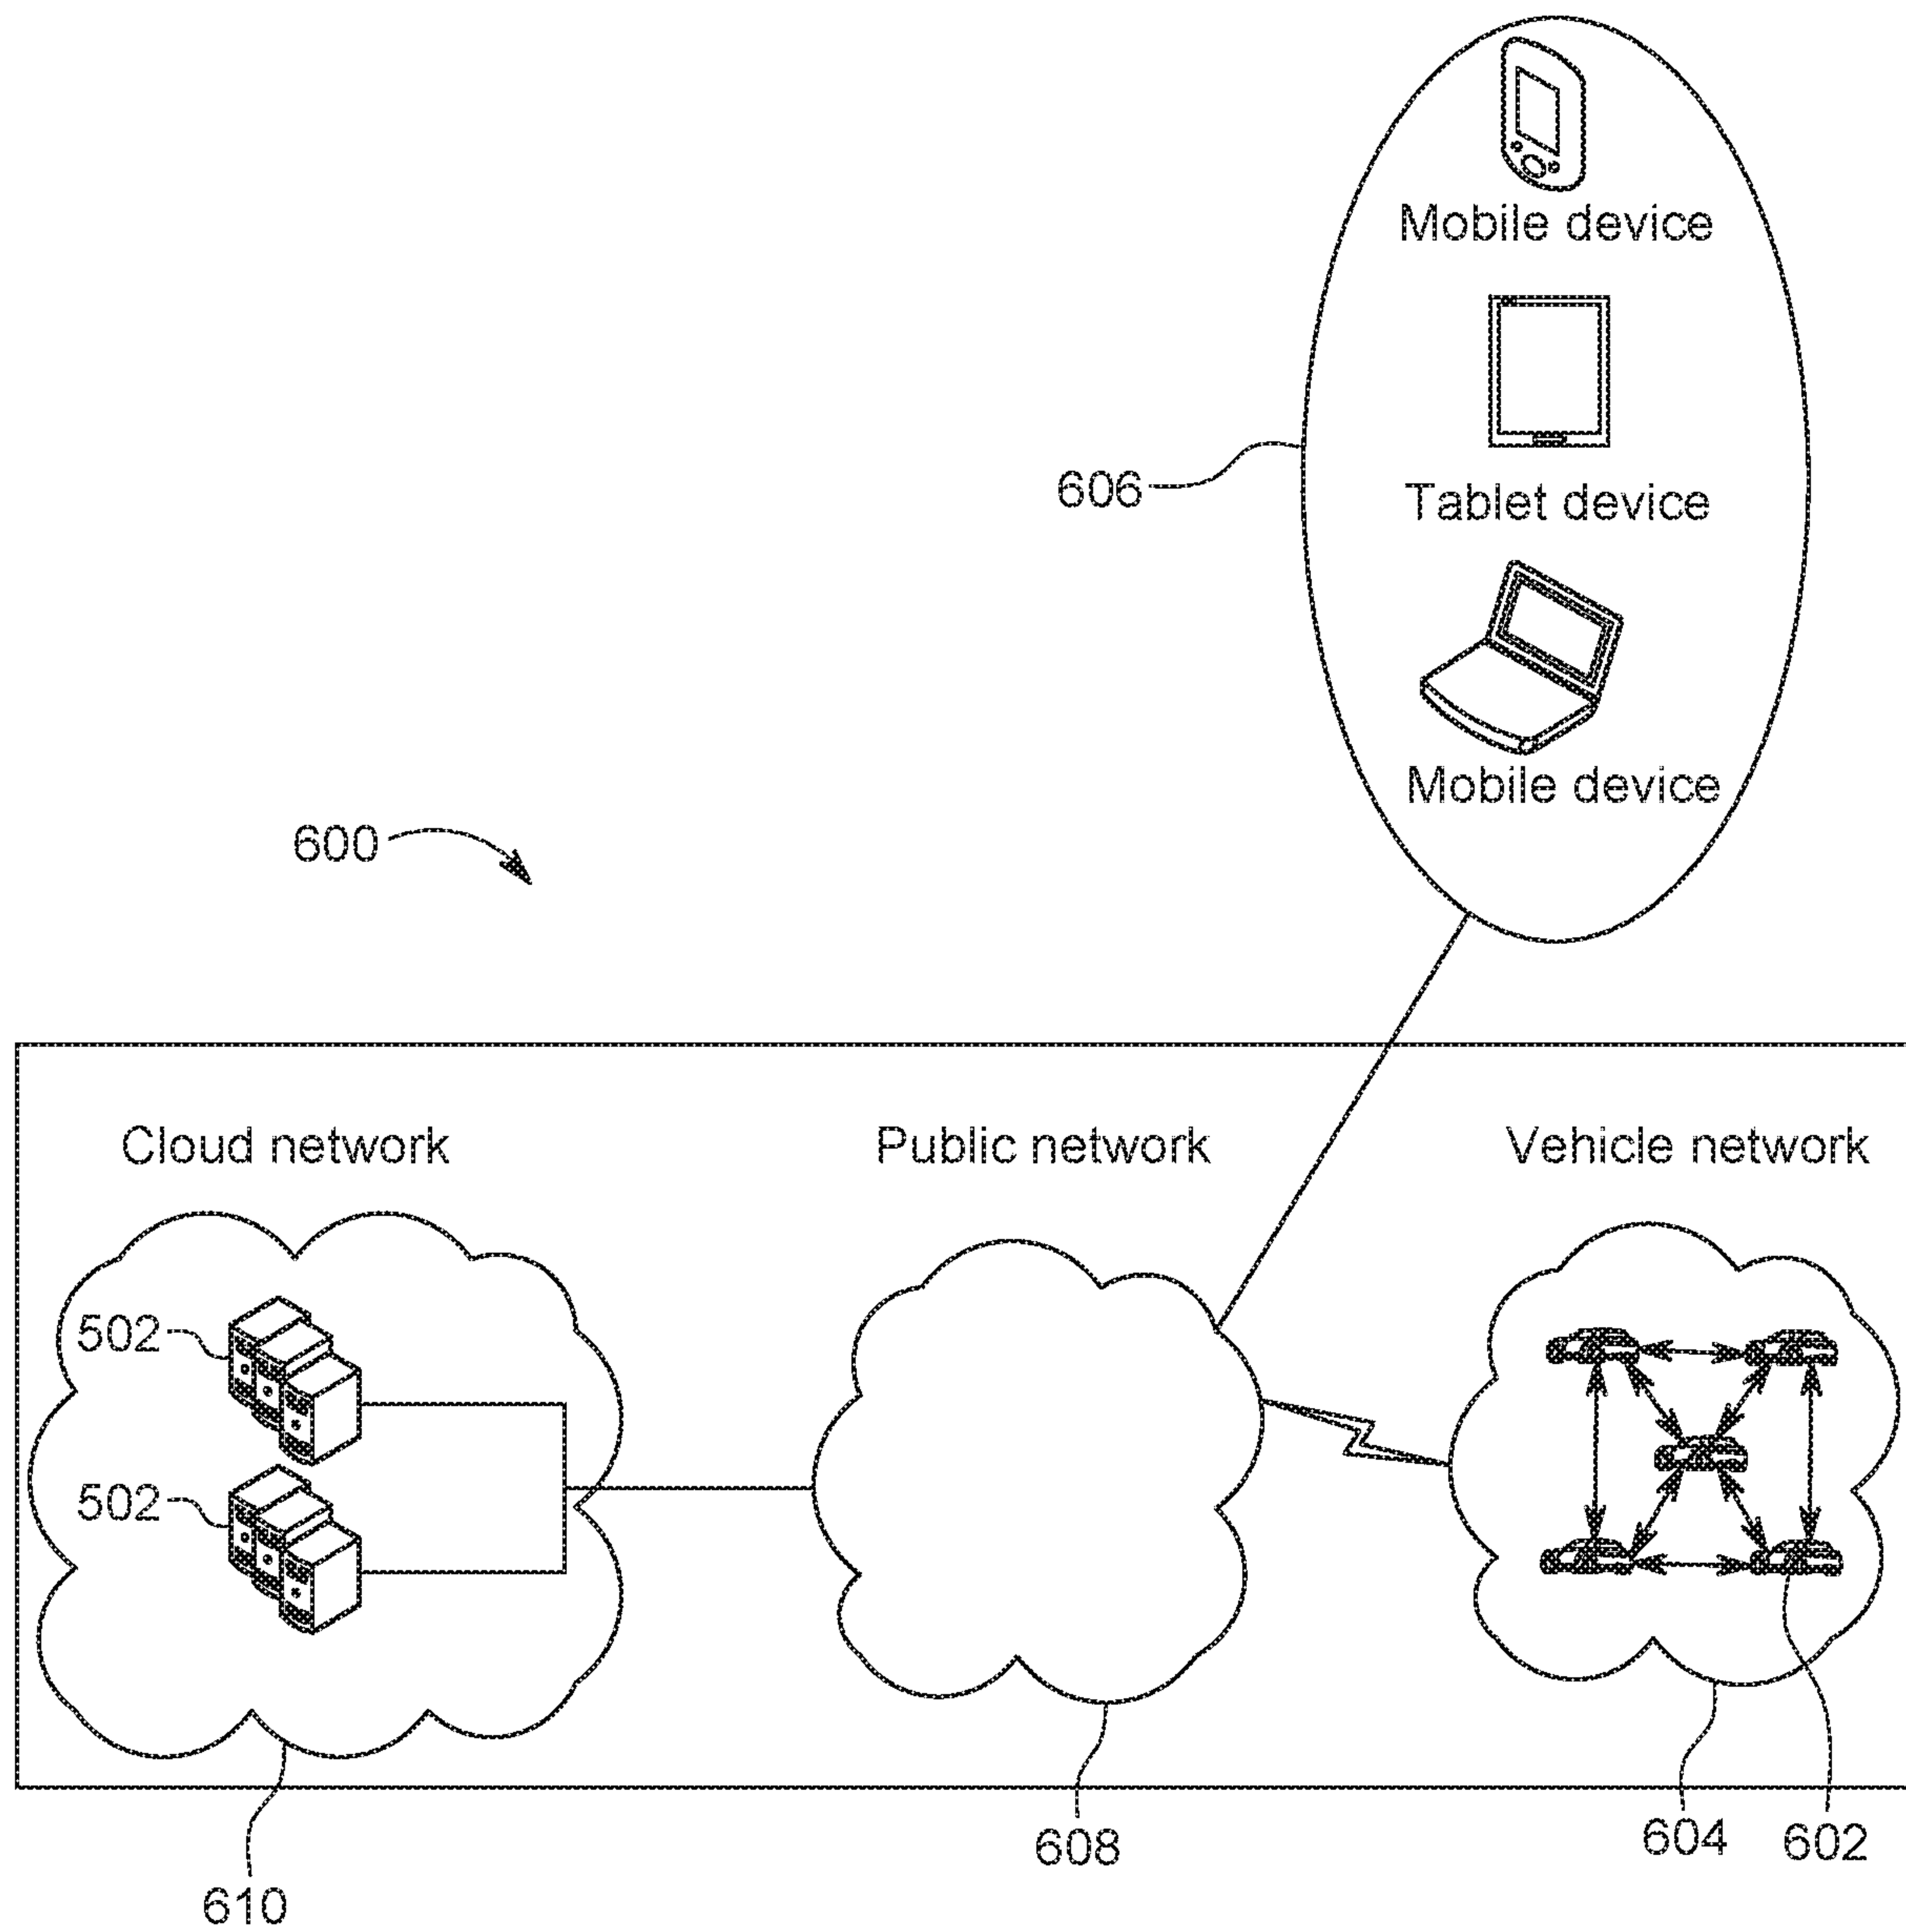 Mobile device
606
Tablet device
Mobile device
600
Cloud network
Public network
Vehicle network
502
502
610
608
604
602